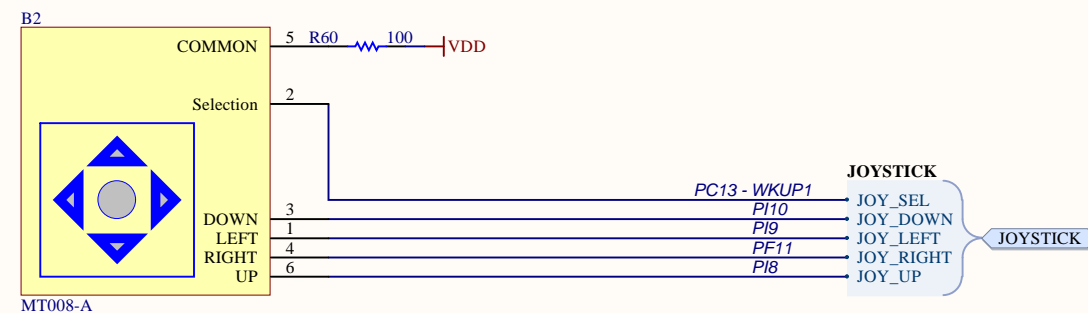 B2
COMMON 5 R60 100 VDD
Selection 2
JOYSTICK
PC13 - WKUP1 JOY_SEL
DOWN 3 PI10 JOY_DOWN
LEFT 1 PI9 JOY_LEFT JOYSTICK
RIGHT 4 PF11 JOY_RIGHT
UP 6 PI8 JOY_UP
MT008-A